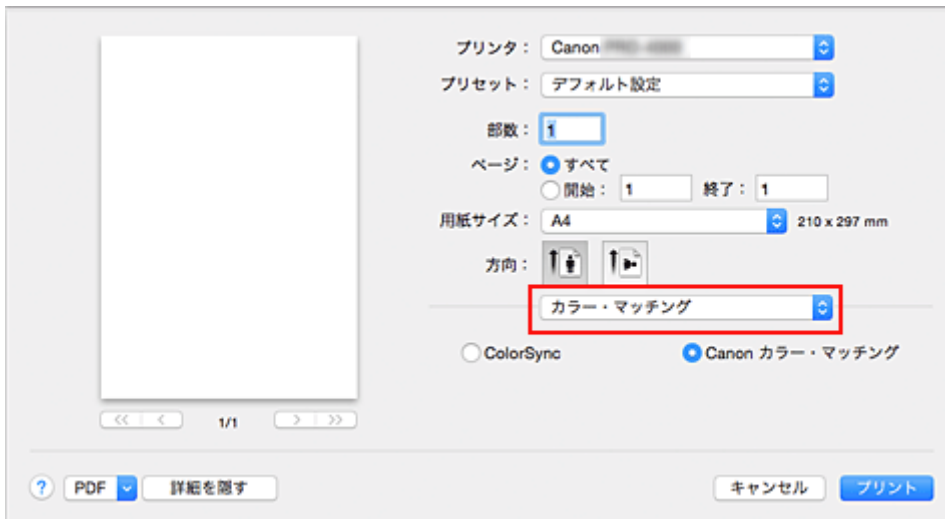 プリンタ： Canon
プリセット： デフォルト設定
部数： 1
ページ： すべて
開始： 1 終了： 1
用紙サイズ： A4 210 x 297 mm
方向：
カラー・マッチング
ColorSync Canon カラー・マッチング
<< < 1/1 > >>
? PDF 詳細を隠す キャンセル プリント